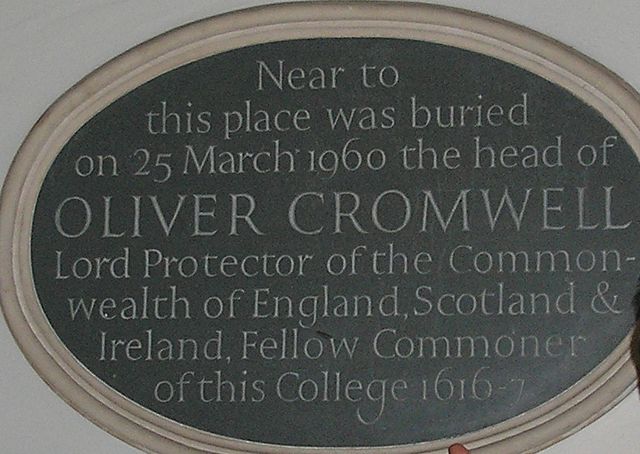 Near to
this place was buried
on 25 March 1960 the head of
OLIVER CROMWELL
Lord Protector of the Common-
wealth of England, Scotland &
Ireland, Fellow Commoner
of this College 1616-7